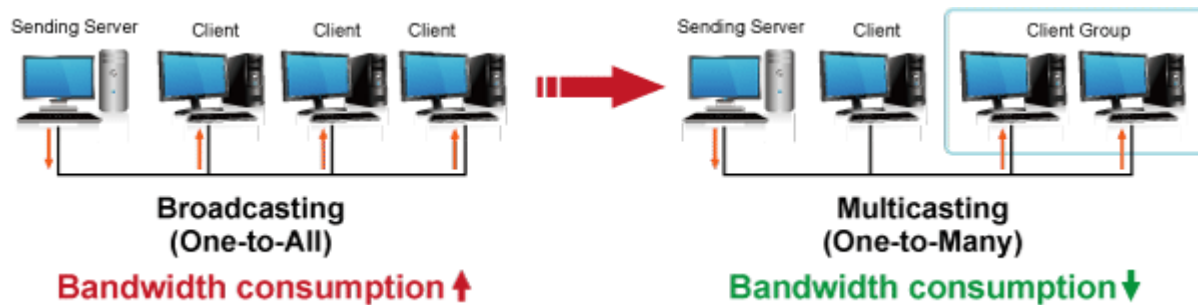 Sending Server
Client
Client
Client
Broadcasting
(One-to-All)
Bandwidth consumption
Sending Server
Client
Client Group
Multicasting
(One-to-Many)
Bandwidth consumption